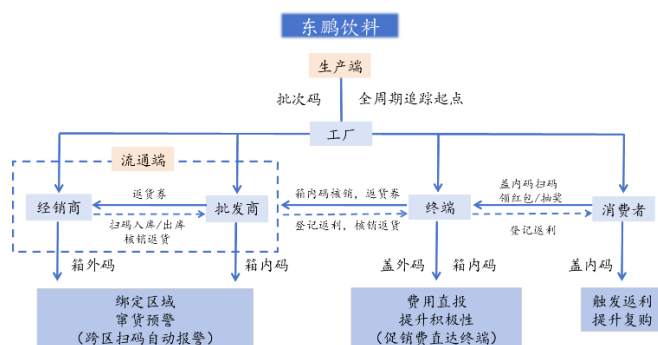 东鹏饮料
生产端
批次码 全周期追踪起点
工厂
流通端
返货券
箱内码核销，返货券
盖内码扫码
领红包/抽奖
经销商
批发商
终端
消费者
扫码入库/出库
核销返货
登记返利，核销返货
登记返利
箱外码
箱内码
盖外码
箱内码
盖内码
绑定区域
窜货预警
（跨区扫码自动报警）
费用直投
提升积极性
（促销费直达终端）
触发返利
提升复购